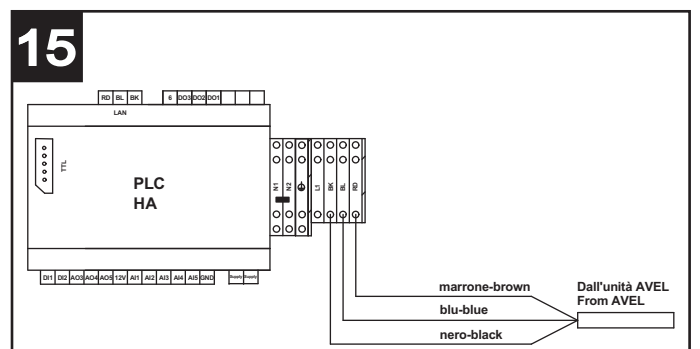 15
RD BL BK
6 DO3 DO2 DO1
LAN
TTL
PLC
HA
N1 N2 L1 BK BL RD
DI1 DI2 AO3 AO4 AO5 12V AI1 AI2 AI3 AI4 AI5 GND
Supply Supply
marrone-brown
blu-blue
nero-black
Dall'unità AVEL
From AVEL